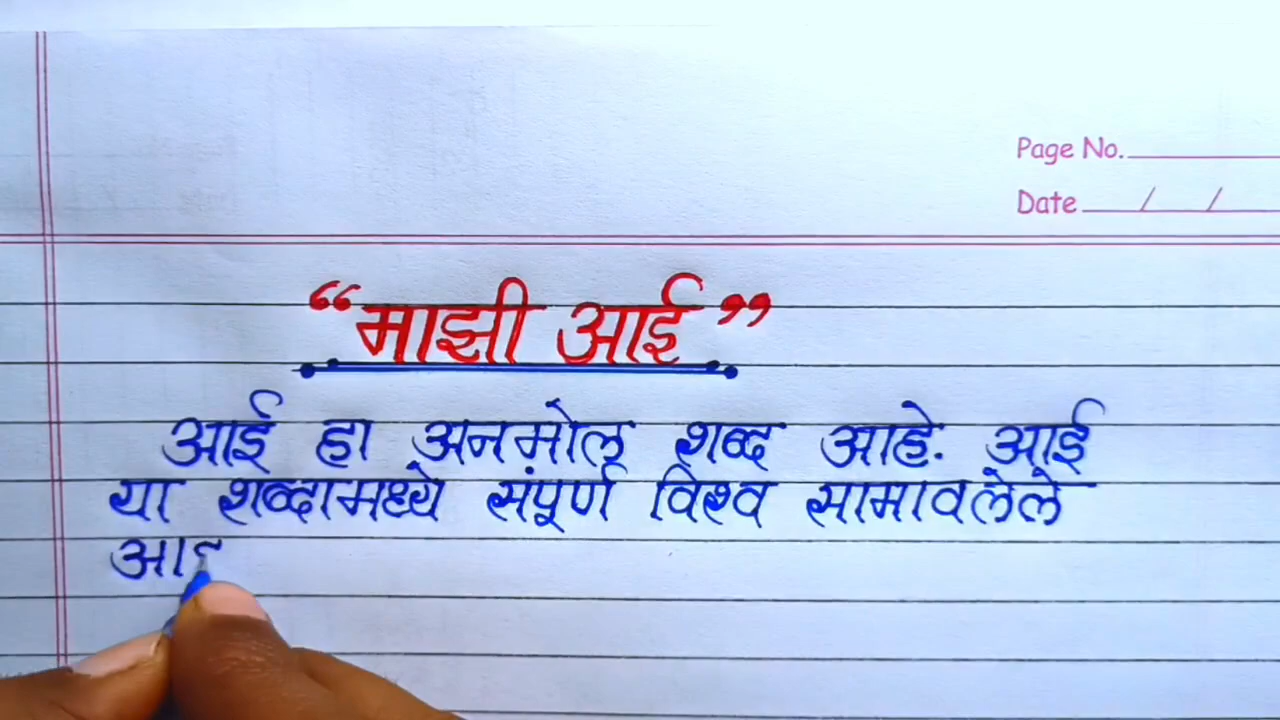 Page No.
Date / /
“माझी आई”
आई हा अनमोल शब्द आहे. आई
या शब्दामध्ये संपूर्ण विश्व सामावलेले